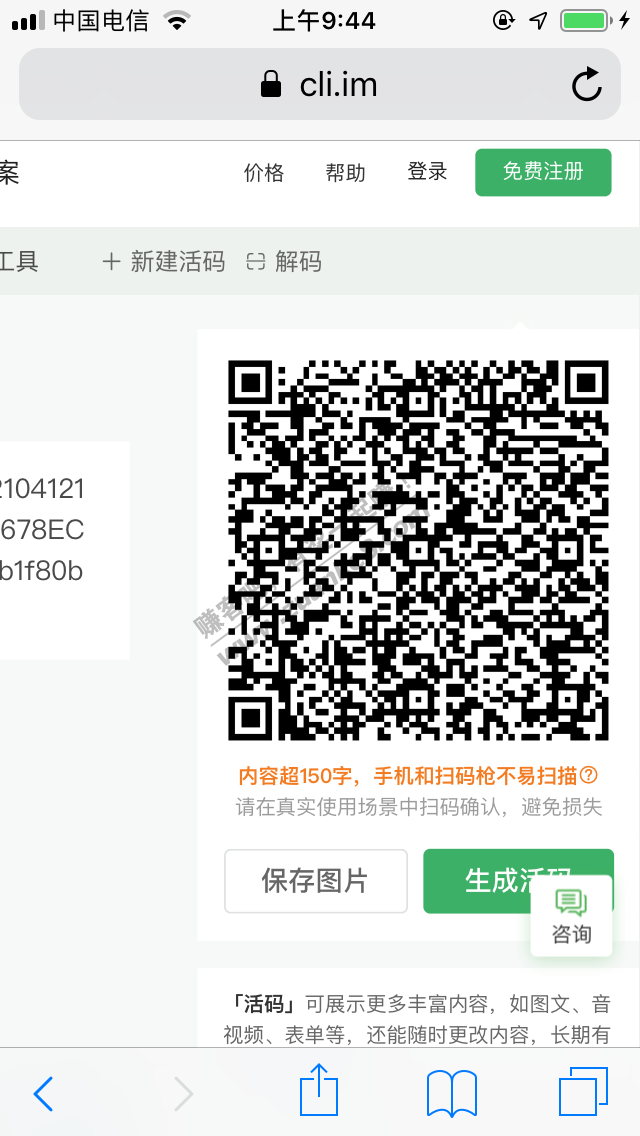 中国电信
上午9:44
cli.im
案
价格
帮助
登录
免费注册
工具
新建活码
解码
2104121
678EC
b1f80b
内容超150字，手机和扫码枪不易扫描
请在真实使用场景中扫码确认，避免损失
保存图片
生成活码
咨询
「活码」可展示更多丰富内容，如图文、音
视频、表单等，还能随时更改内容，长期有